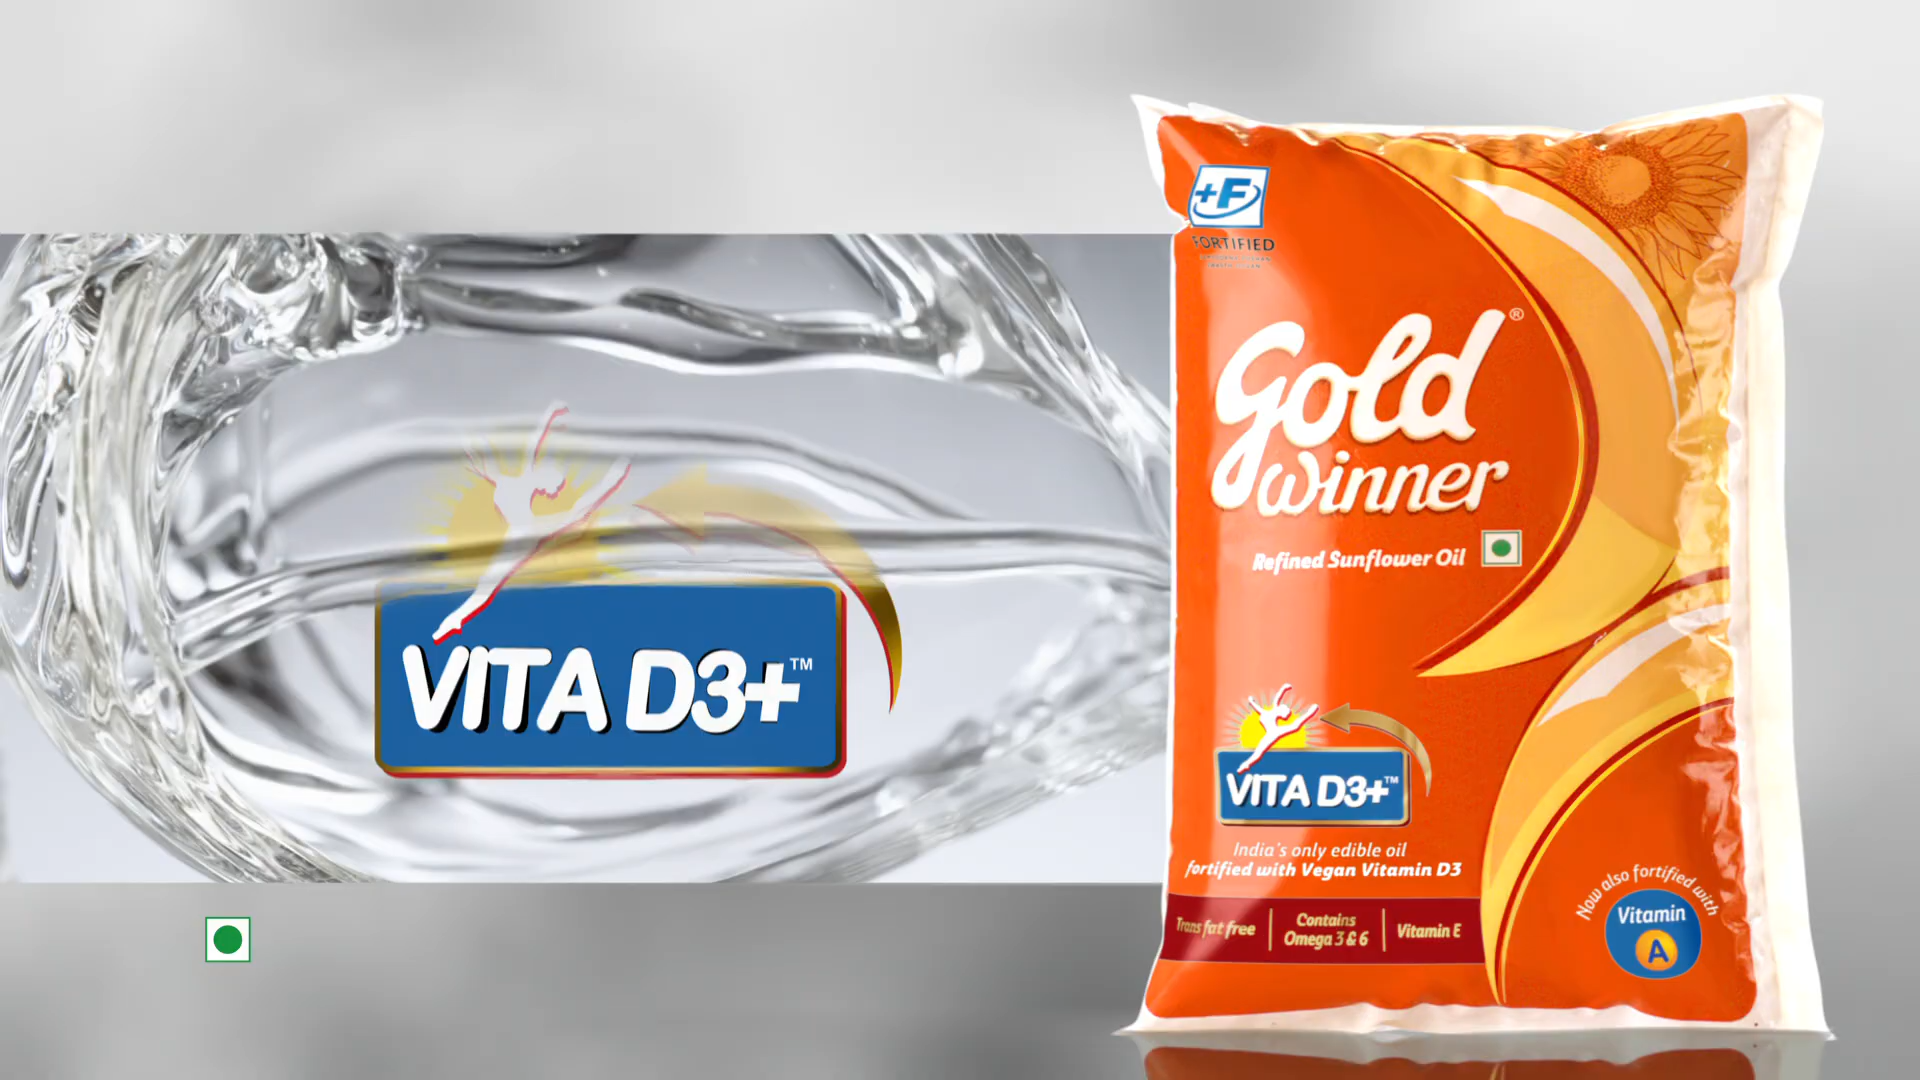 VITA D3+™
+F
FORTIFIED
Gold®
winner
Refined Sunflower Oil
VITA D3+™
India's only edible oil
fortified with Vegan Vitamin D3
Trans fat free
Contains
Omega 3 & 6
Vitamin E
Now also fortified with
Vitamin
A